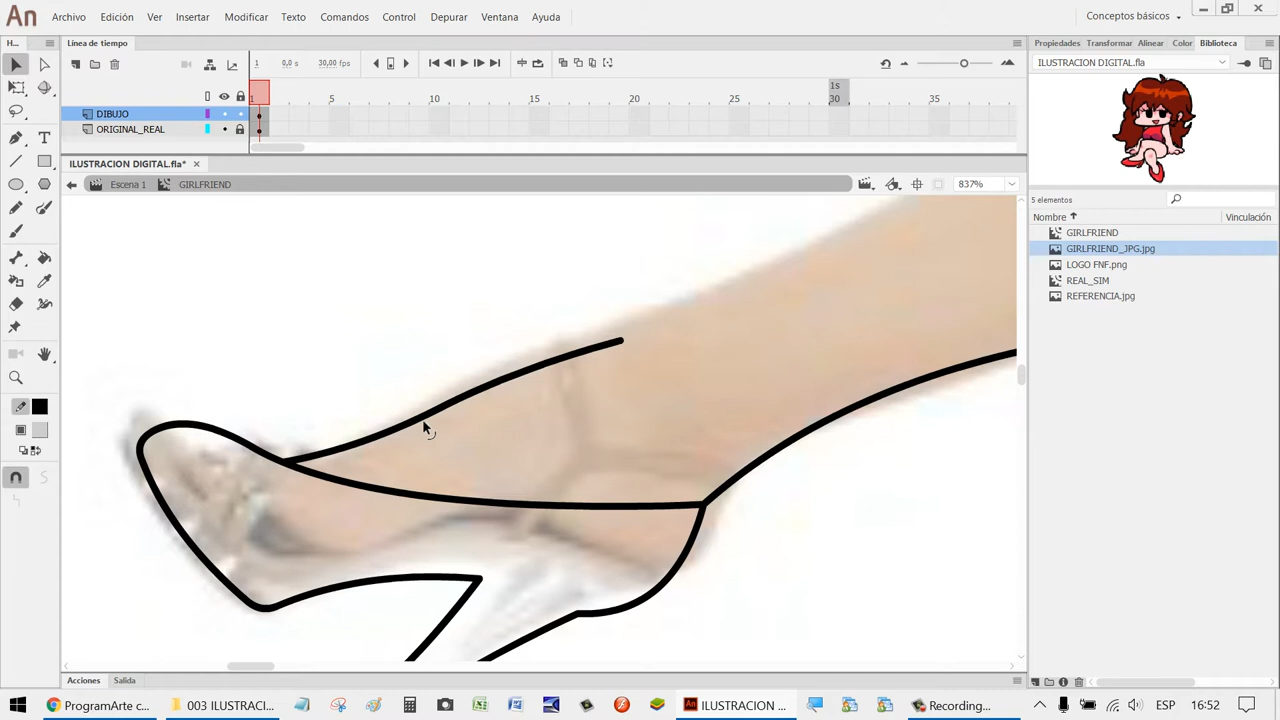 An Archivo Edición Ver Insertar Modificar Texto Comandos Control Depurar Ventana Ayuda Conceptos básicos
H... Línea de tiempo Propiedades Transformar Alinear Color Biblioteca
1 0,0 s 30,00 fps ILUSTRACION DIGITAL.fla
1s
1 5 10 15 20 25 30 35
DIBUJO
ORIGINAL_REAL
ILUSTRACION DIGITAL.fla*
Escena 1 GIRLFRIEND 837%
5 elementos
Nombre Vinculación
GIRLFRIEND
GIRLFRIEND_JPG.jpg
LOGO FNF.png
REAL_SIM
REFERENCIA.jpg
Acciones Salida
ProgramArte c... 003 ILUSTRACI... An ILUSTRACION ... Recording... ESP 16:52